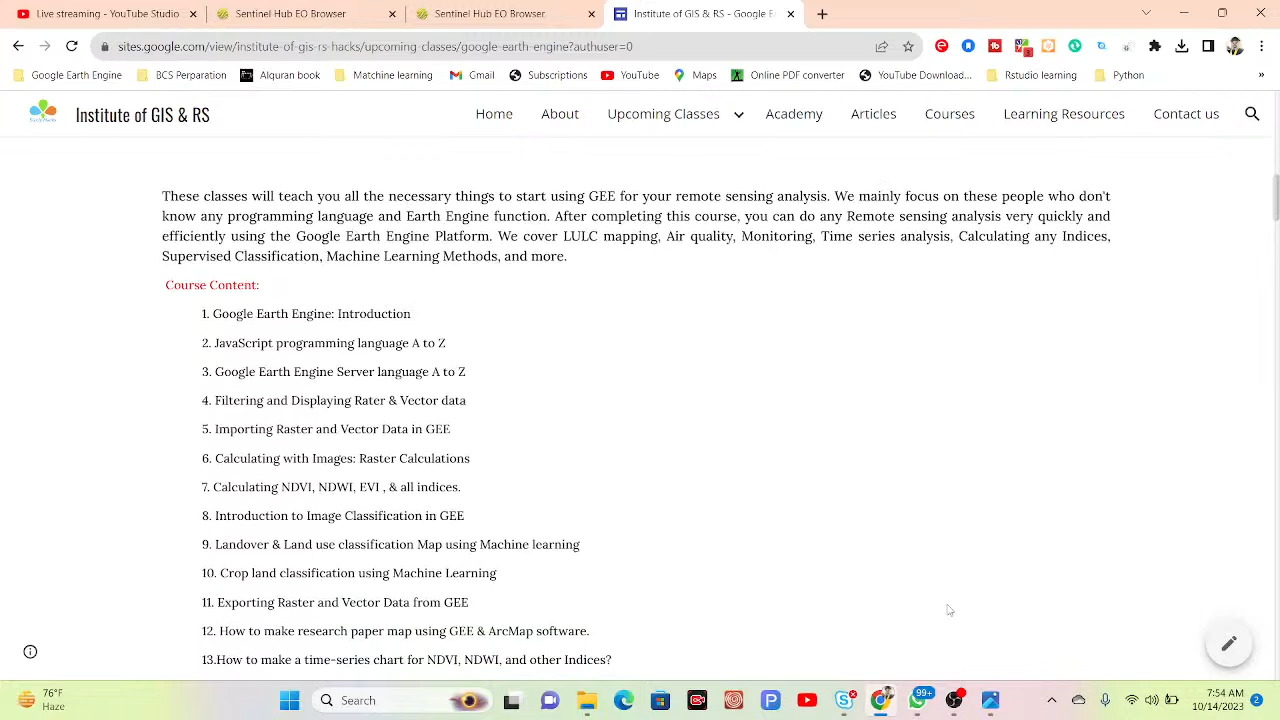 Live streaming - YouTube Studio
Sentinel Hub EO Browser
Sentinel Hub EO Browser.
Institute of GIS & RS - Google Ea
sites.google.com/view/institute-of-gis-rs/upcoming-classes/google-earth-engine?authuser=0
Google Earth Engine
BCS Perparation
Alquran book
Matchine learning
Gmail
Subscriptions
YouTube
Maps
Online PDF converter
YouTube Download...
Rstudio learning
Python
»
Institute of GIS & RS
Home
About
Upcoming Classes
Academy
Articles
Courses
Learning Resources
Contact us
These classes will teach you all the necessary things to start using GEE for your remote sensing analysis. We mainly focus on these people who don't
know any programming language and Earth Engine function. After completing this course, you can do any Remote sensing analysis very quickly and
efficiently using the Google Earth Engine Platform. We cover LULC mapping, Air quality, Monitoring, Time series analysis, Calculating any Indices,
Supervised Classification, Machine Learning Methods, and more.
Course Content:
1. Google Earth Engine: Introduction
2. JavaScript programming language A to Z
3. Google Earth Engine Server language A to Z
4. Filtering and Displaying Rater & Vector data
5. Importing Raster and Vector Data in GEE
6. Calculating with Images: Raster Calculations
7. Calculating NDVI, NDWI, EVI , & all indices.
8. Introduction to Image Classification in GEE
9. Landover & Land use classification Map using Machine learning
10. Crop land classification using Machine Learning
11. Exporting Raster and Vector Data from GEE
12. How to make research paper map using GEE & ArcMap software.
13.How to make a time-series chart for NDVI, NDWI, and other Indices?
76°F
Haze
Search
99+
7:54 AM
10/14/2023
2